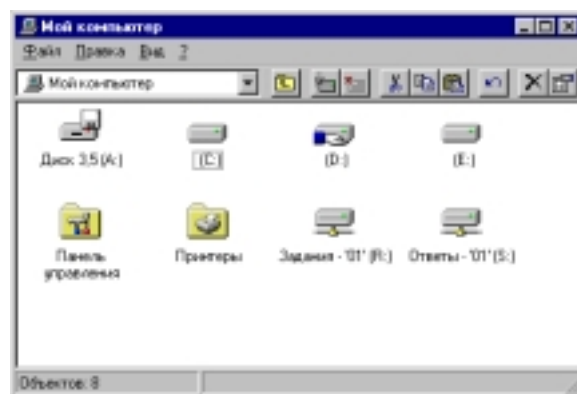 Мой компьютер
Файл Правка Вид ?
Мой компьютер
Диск 3,5 (A:)
(C:)
(D:)
(E:)
Панель
управления
Принтеры
Задания - '01' (R:)
Ответы - '01' (S:)
Объектов: 8